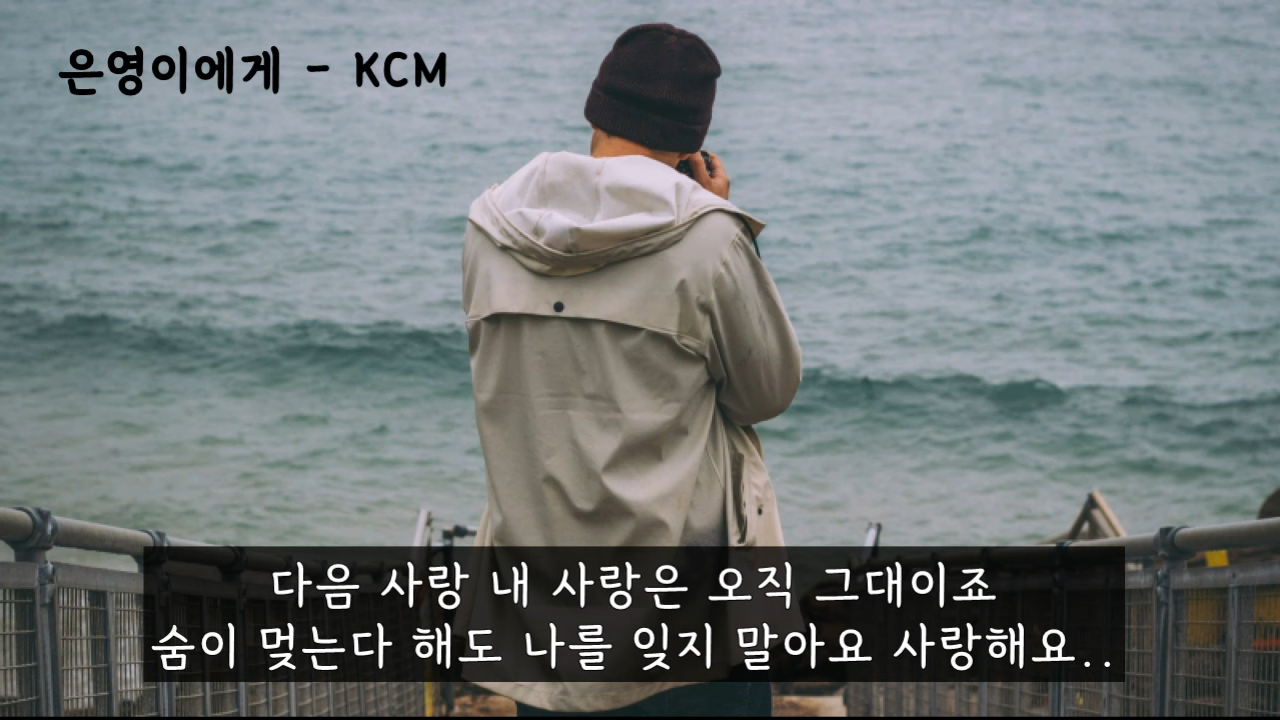 은영이에게 - KCM
다음 사랑 내 사랑은 오직 그대이죠
숨이 멎는다 해도 나를 잊지 말아요 사랑해요..